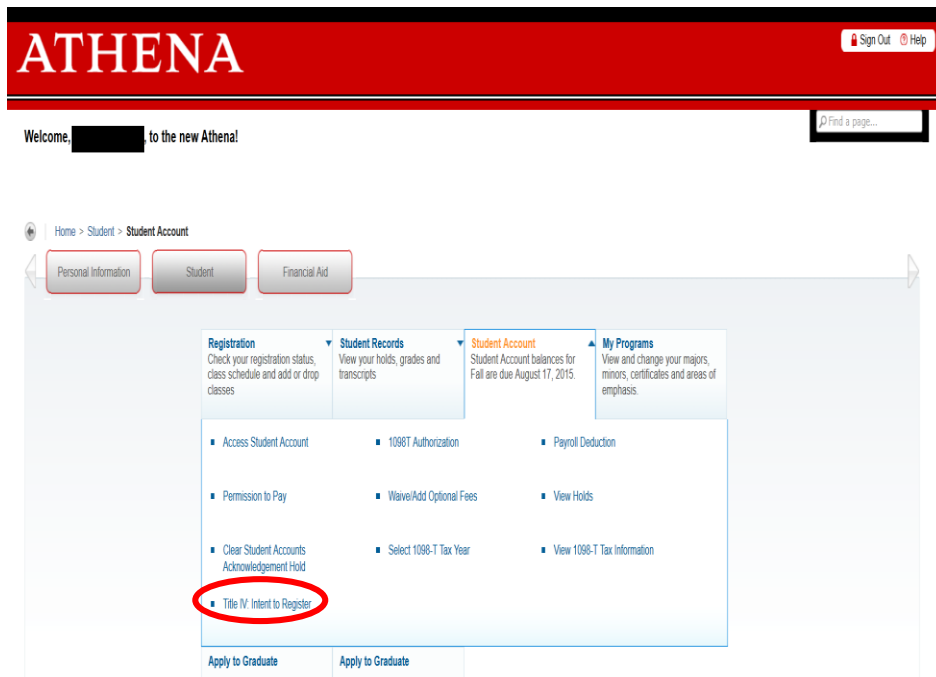 ATHENA
Sign Out Help
Welcome, , to the new Athena!
Find a page...
Home > Student > Student Account
Personal Information
Student
Financial Aid
Registration
Check your registration status,
class schedule and add or drop
classes
Student Records
View your holds, grades and
transcripts
Student Account
Student Account balances for
Fall are due August 17, 2015.
My Programs
View and change your majors,
minors, certificates and areas of
emphasis.
Access Student Account
1098T Authorization
Payroll Deduction
Permission to Pay
Waive/Add Optional Fees
View Holds
Clear Student Accounts
Acknowledgement Hold
Select 1098-T Tax Year
View 1098-T Tax Information
Title IV: Intent to Register
Apply to Graduate
Apply to Graduate